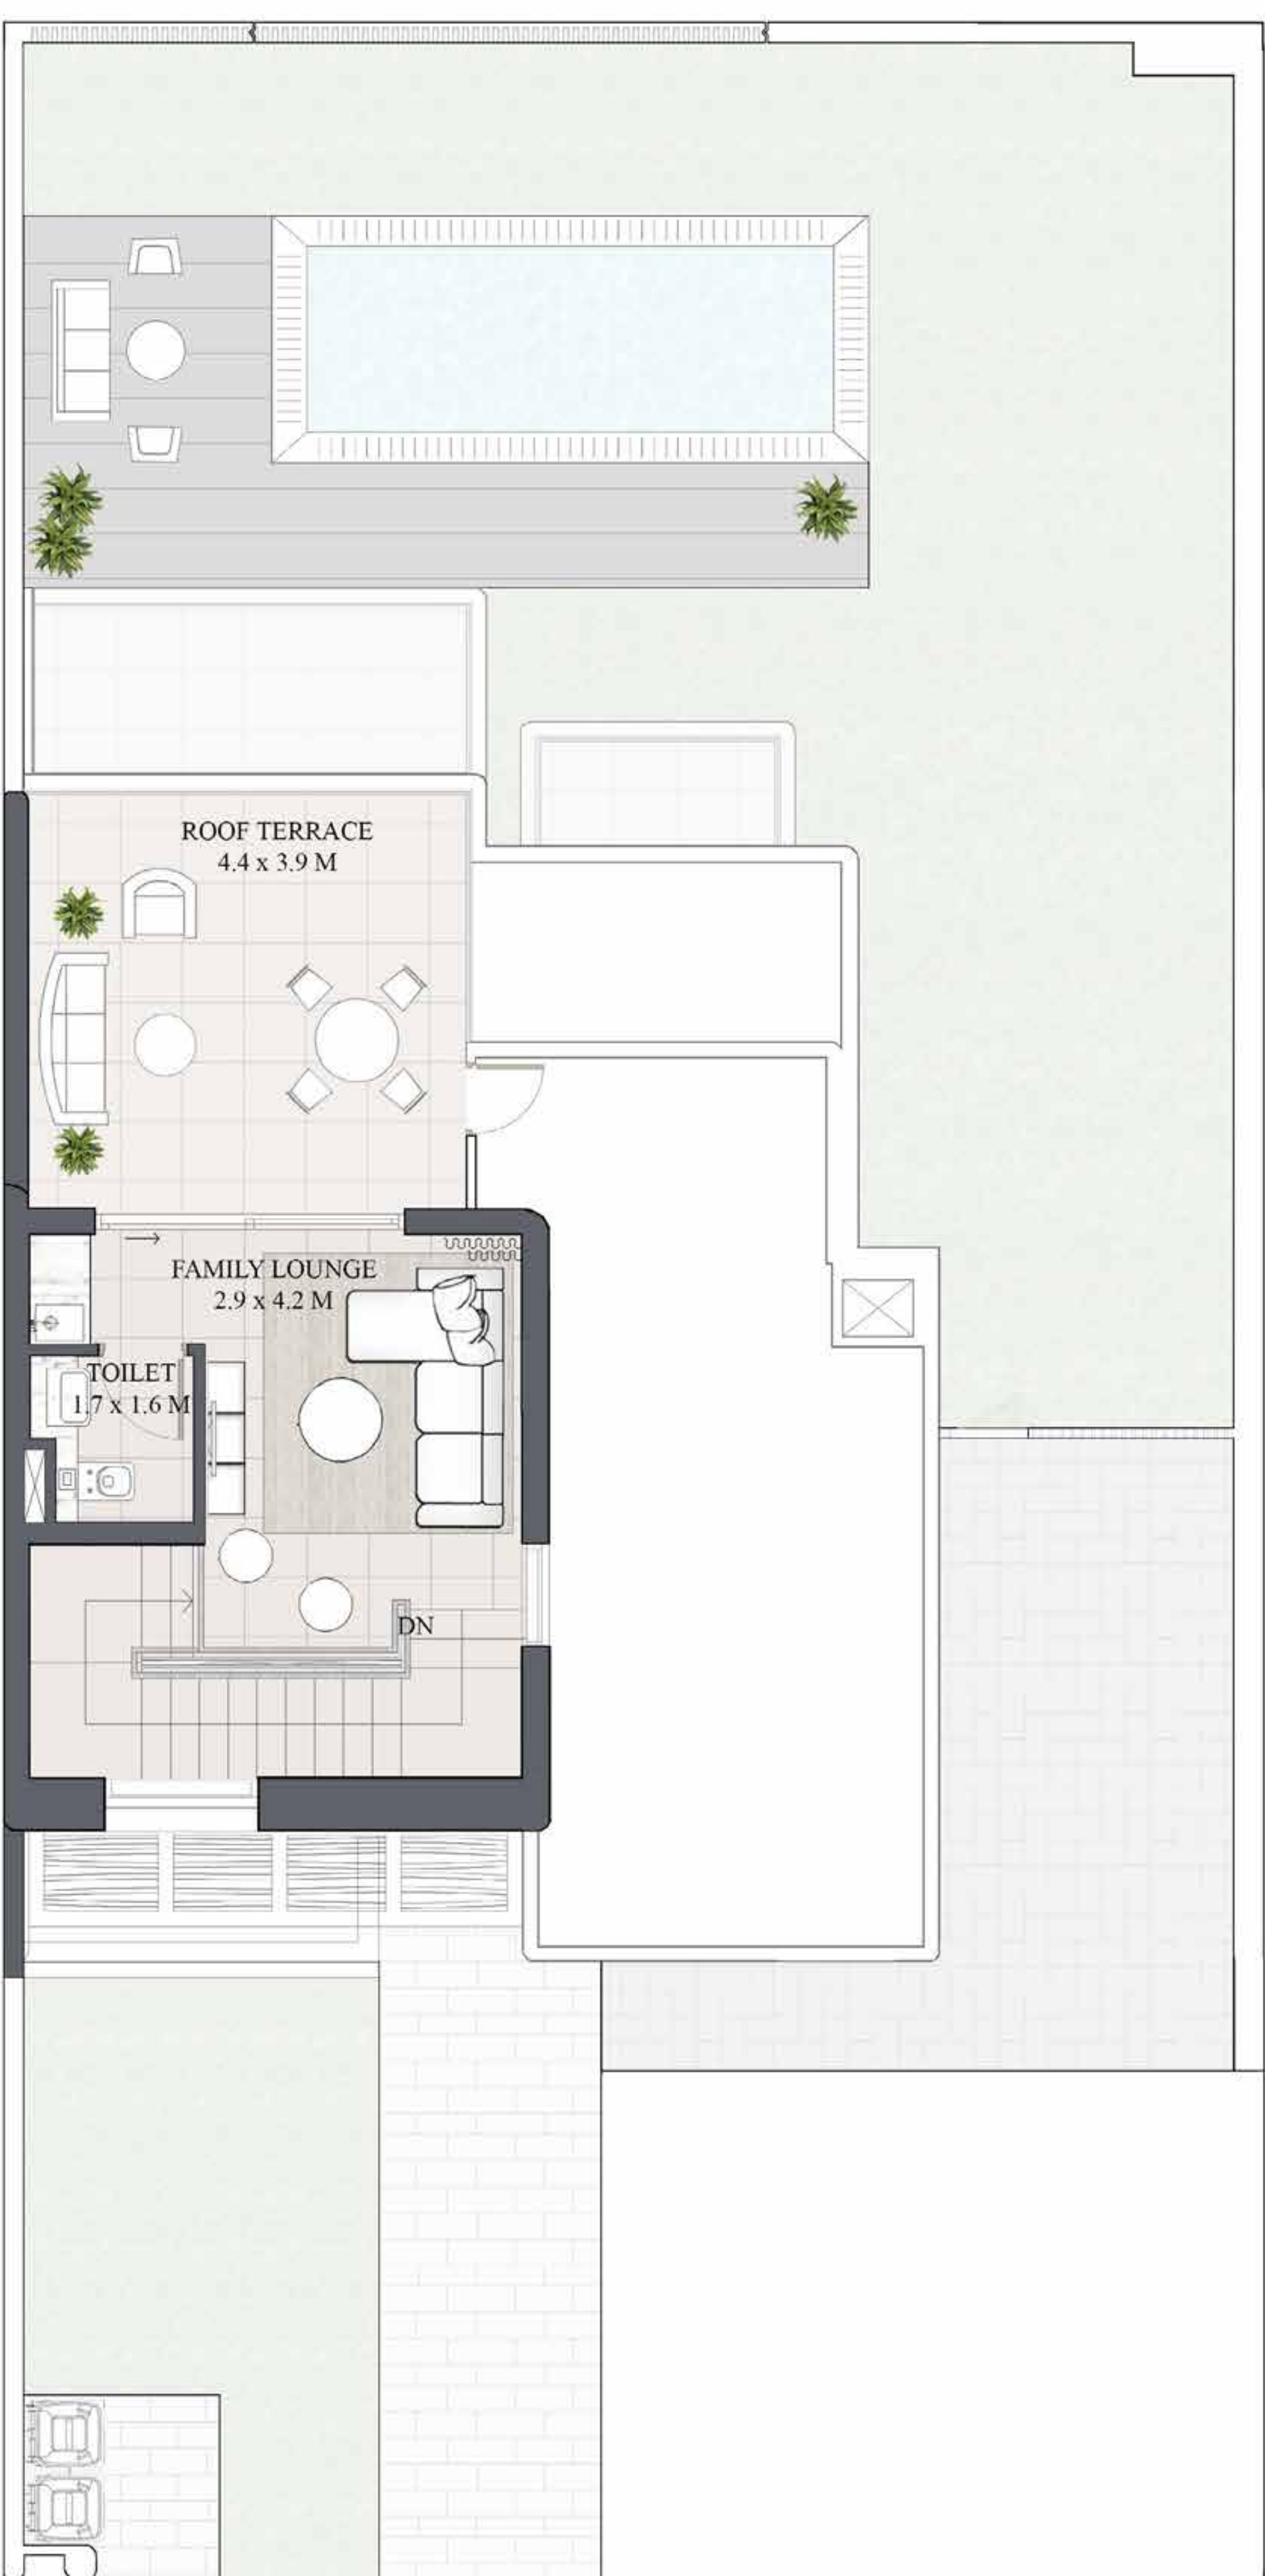 ROOF TERRACE
4.4 x 3.9 M
FAMILY LOUNGE
2.9 x 4.2 M
TOILET
1.7 x 1.6 M
DN